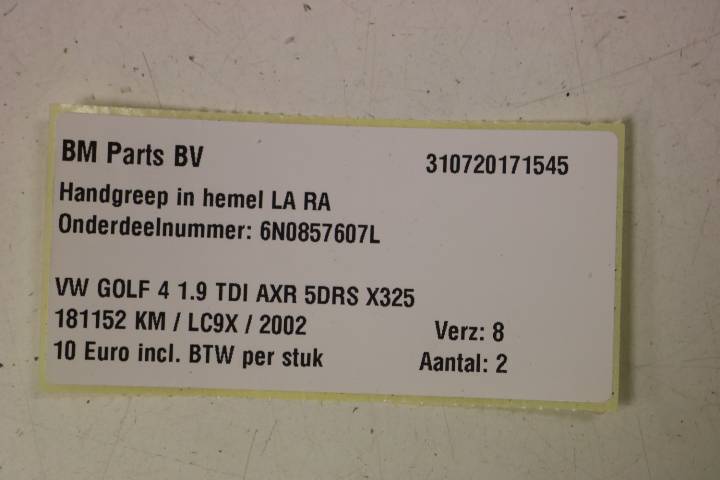 BM Parts BV 310720171545
Handgreep in hemel LA RA
Onderdeelnummer: 6N0857607L
VW GOLF 4 1.9 TDI AXR 5DRS X325
181152 KM / LC9X / 2002 Verz: 8
10 Euro incl. BTW per stuk Aantal: 2